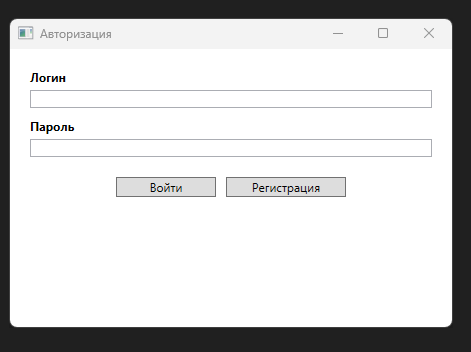 Авторизация
Логин
Пароль
Войти Регистрация